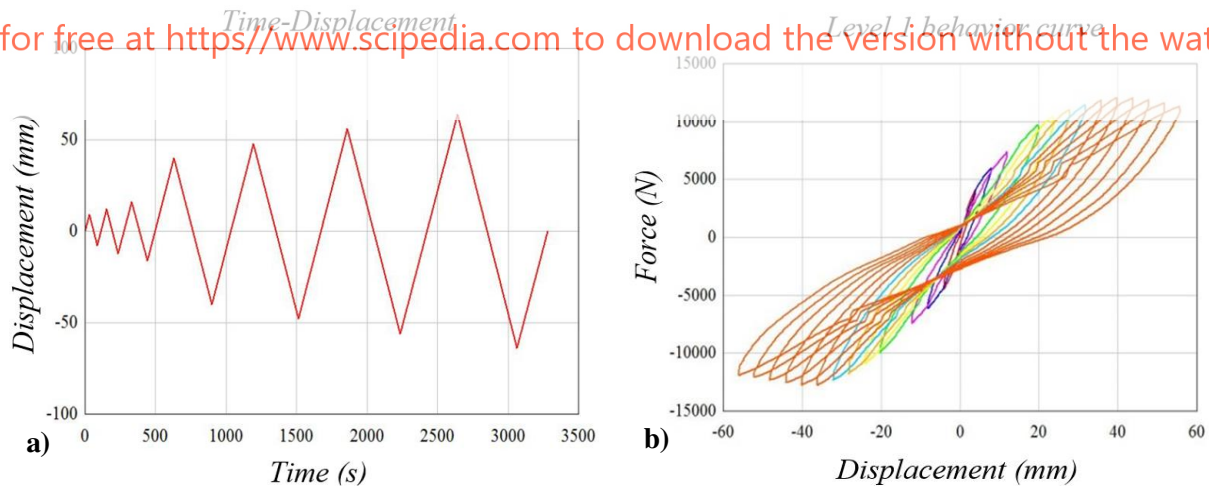 Time-Displacement
Level 1 behavior curve
for free at https//www.scipedia.com to download the version without the wat
100
50
0
-50
-100
Displacement (mm)
0 500 1000 1500 2000 2500 3000 3500
Time (s)
a)
15000
10000
5000
0
-5000
-10000
-15000
Force (N)
-60 -40 -20 0 20 40 60
Displacement (mm)
b)